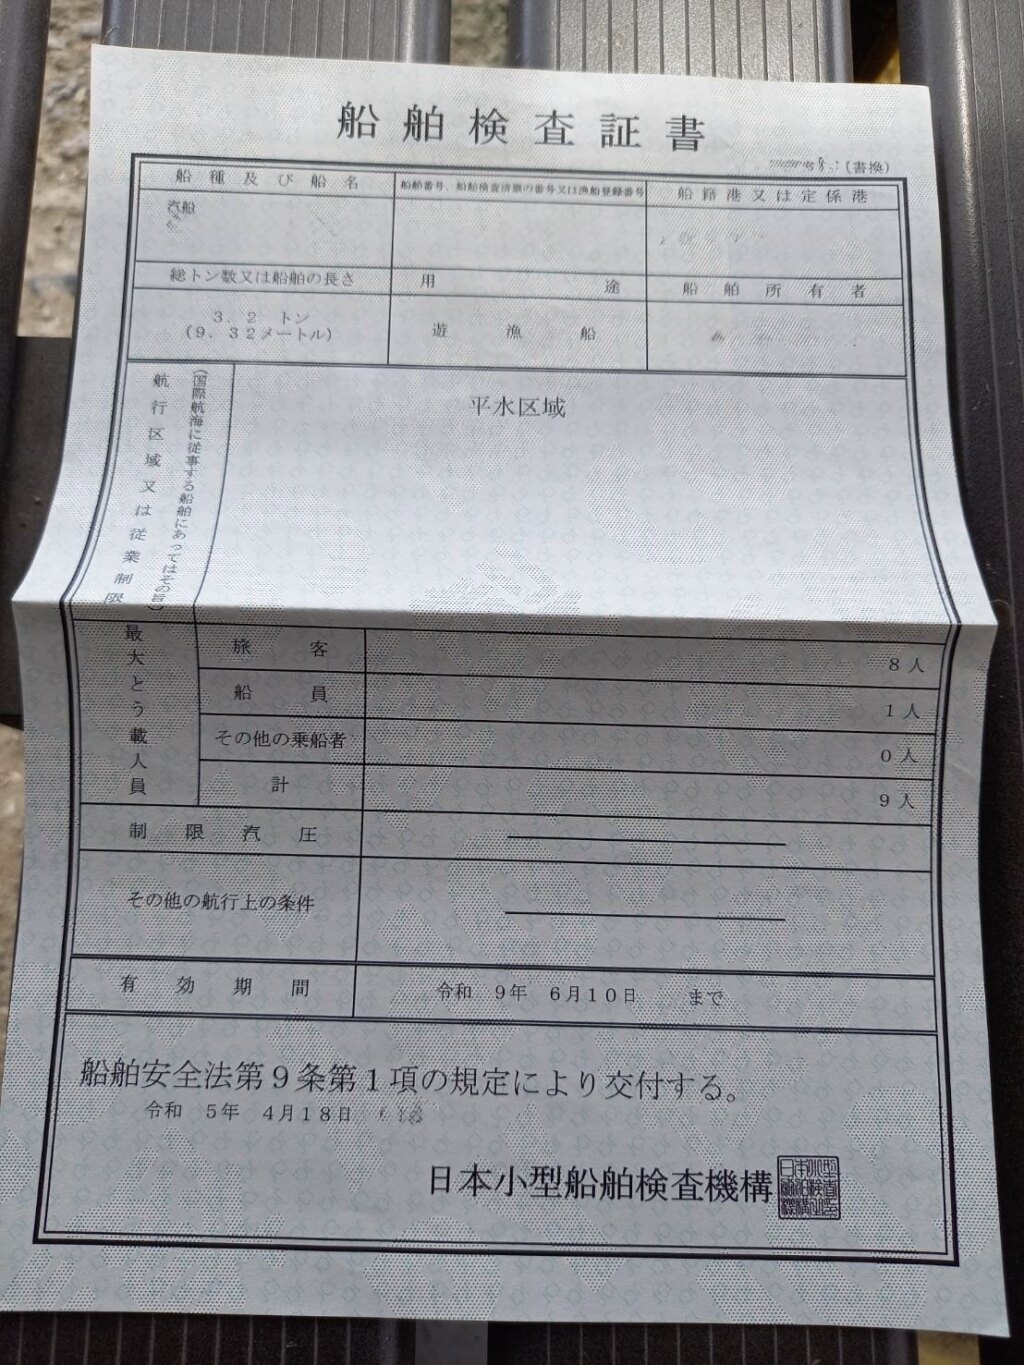 船舶検査証書
(書換)
船種及び船名
船舶番号、船舶検査済票の番号又は漁船登録番号
船籍港又は定係港
汽船
総トン数又は船舶の長さ
用途
船舶所有者
3.2 トン
(9.32メートル)
遊漁船
航行区域又は従業制限
(国際航海に従事する船舶にあってはその旨)
平水区域
最大とう載人員
旅客 8人
船員 1人
その他の乗船者 0人
計 9人
制限汽圧
その他の航行上の条件
有効期間 令和 9年 6月10日 まで
船舶安全法第9条第1項の規定により交付する。
令和 5年 4月18日
日本小型船舶検査機構